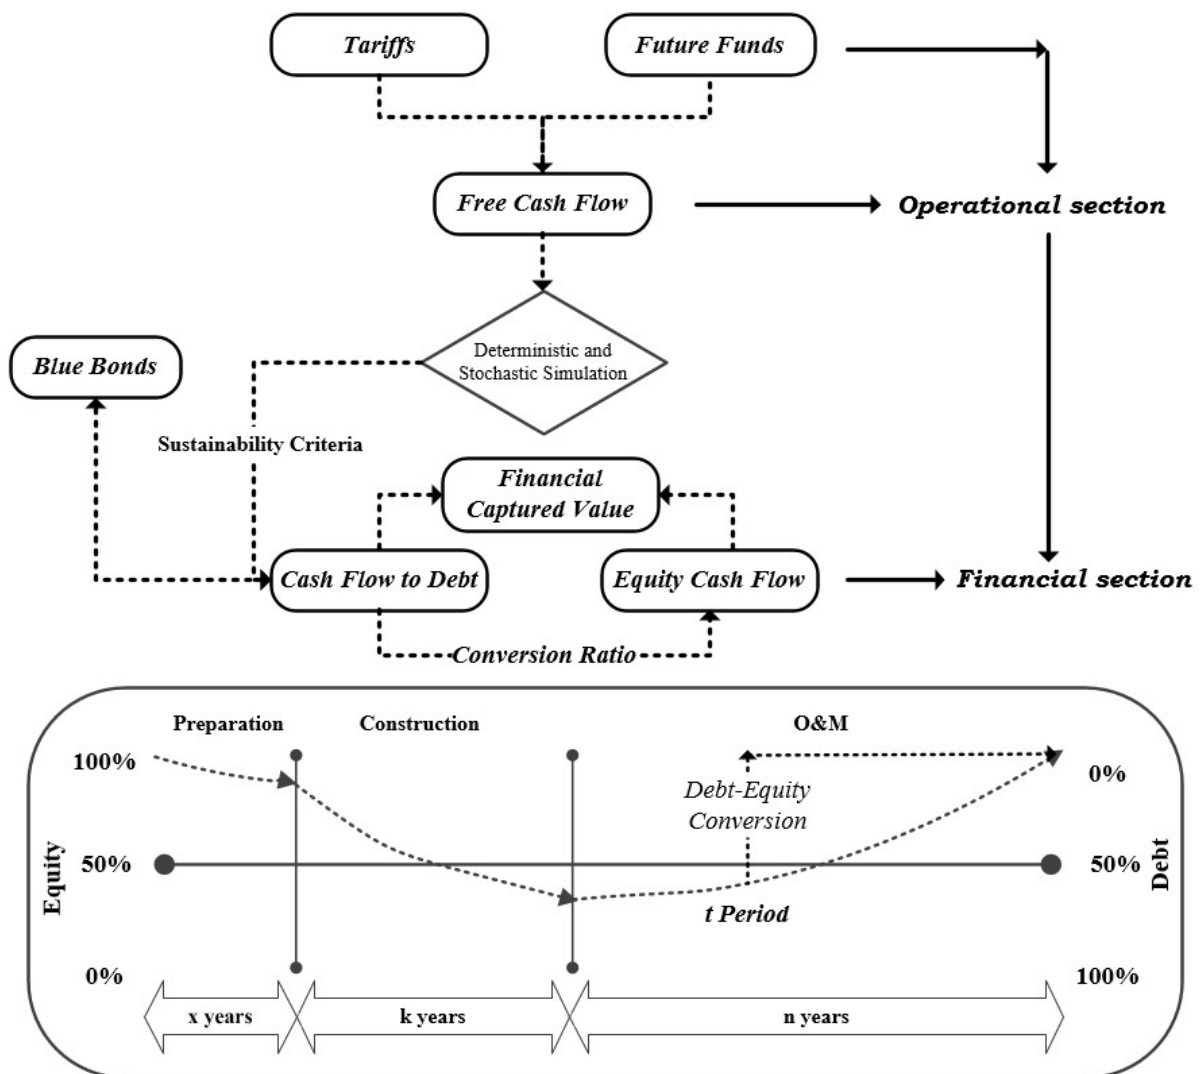 Tariffs
Future Funds
Free Cash Flow
Operational section
Deterministic and
Stochastic Simulation
Blue Bonds
Sustainability Criteria
Financial
Captured Value
Cash Flow to Debt
Equity Cash Flow
Financial section
Conversion Ratio
Preparation
Construction
O&M
100%
0%
Debt-Equity
Conversion
50%
50%
Equity
Debt
t Period
0%
100%
x years
k years
n years